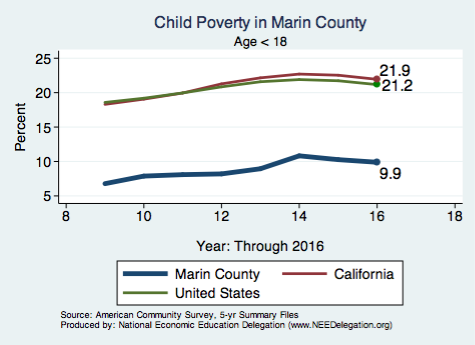 Child Poverty in Marin County
Age < 18
25
20
15
10
5
Percent
21.9
21.2
9.9
8 10 12 14 16 18
Year: Through 2016
Marin County California
United States
Source: American Community Survey, 5-yr Summary Files
Produced by: National Economic Education Delegation (www.NEEDelegation.org)